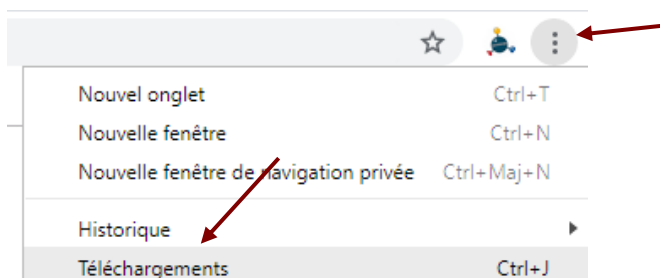 Nouvel onglet Ctrl+T
Nouvelle fenêtre Ctrl+N
Nouvelle fenêtre de navigation privée Ctrl+Maj+N
Historique
Téléchargements Ctrl+J